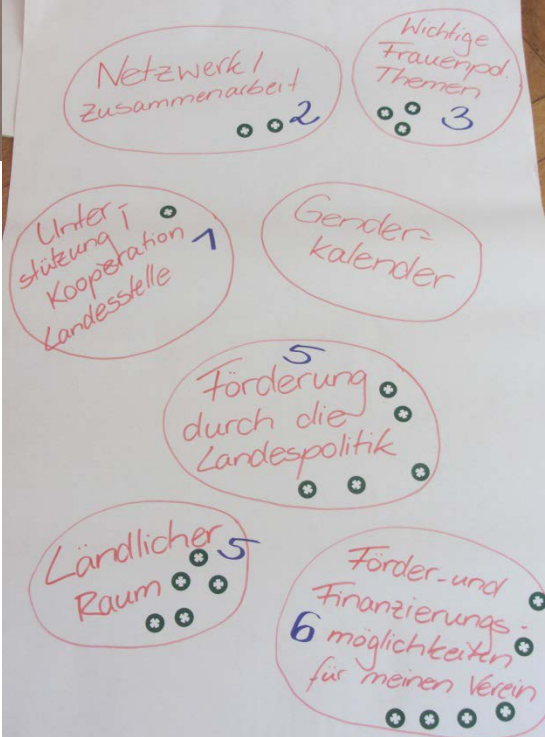 Netzwerk/
Zusammenarbeit
2
Wichtige
Frauenpol.
Themen
3
Unter-
stützung /
Kooperation
Landesstelle
1
Gender-
kalender
5
Förderung
durch die
Landespolitik
Ländlicher
Raum
5
Förder-und
Finanzierungs-
6 möglichkeiten
für meinen Verein